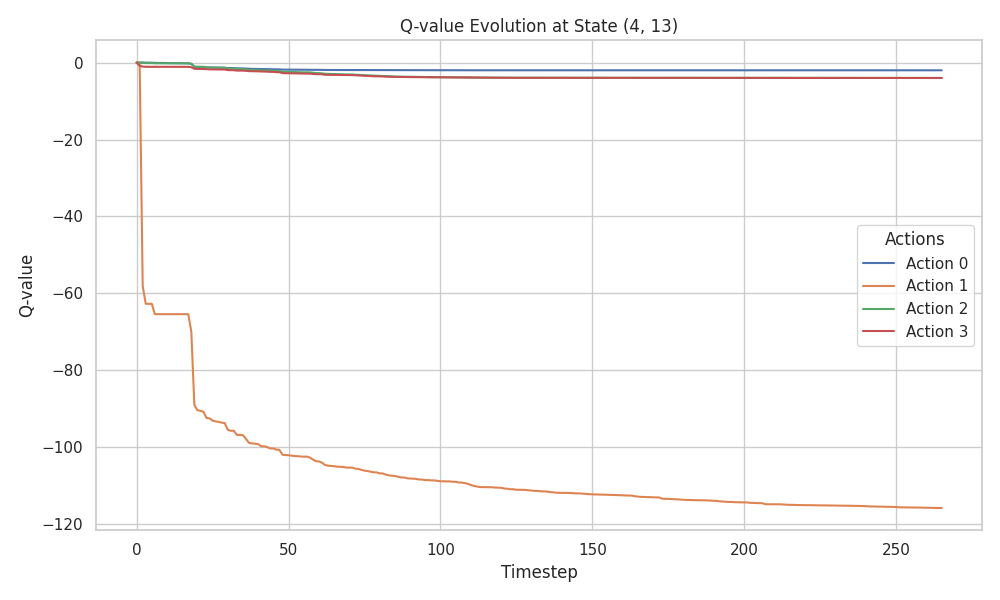 Q-value Evolution at State (4, 13)
0
−20
−40
−60
−80
−100
−120
Q-value
Actions
Action 0
Action 1
Action 2
Action 3
0
50
100
150
200
250
Timestep